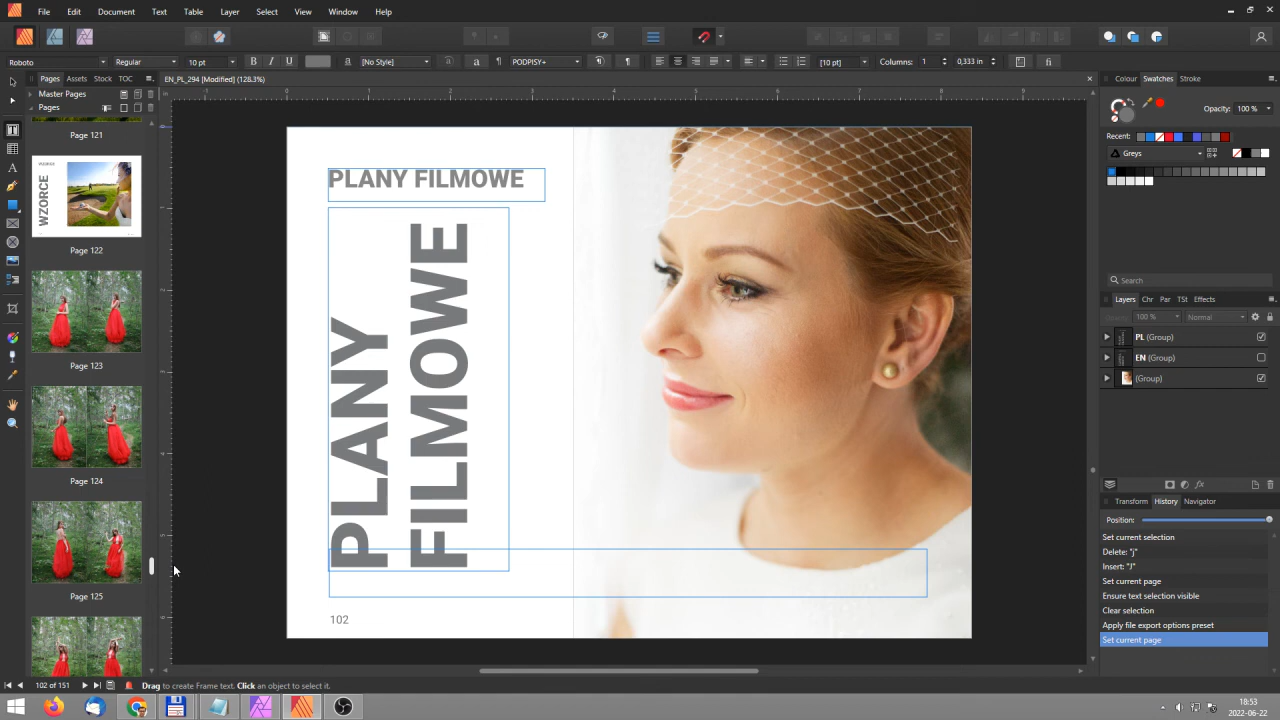 File Edit Document Text Table Layer Select View Window Help
Roboto Regular 10 pt B I U [No Style] PODPIS+ [10 pt] Columns: 1 0,333 in
Pages Assets Stock TOC
EN_PL_294 [Modified] (128.3%)
Master Pages
Pages
Page 121
WZORCE
Page 122
Page 123
Page 124
Page 125
PLANY FILMOWE
PLANY
FILMOWE
102
Colour Swatches Stroke
Opacity: 100 %
Recent:
Greys
Search
Layers Chr Par TSt Effects
100 % Normal
PL (Group)
EN (Group)
(Group)
Transform History Navigator
Position:
Set current selection
Delete: "j"
Insert: "J"
Set current page
Ensure text selection visible
Clear selection
Apply file export options preset
Set current page
102 of 151 Drag to create Frame text. Click an object to select it.
18:53
2022-06-22